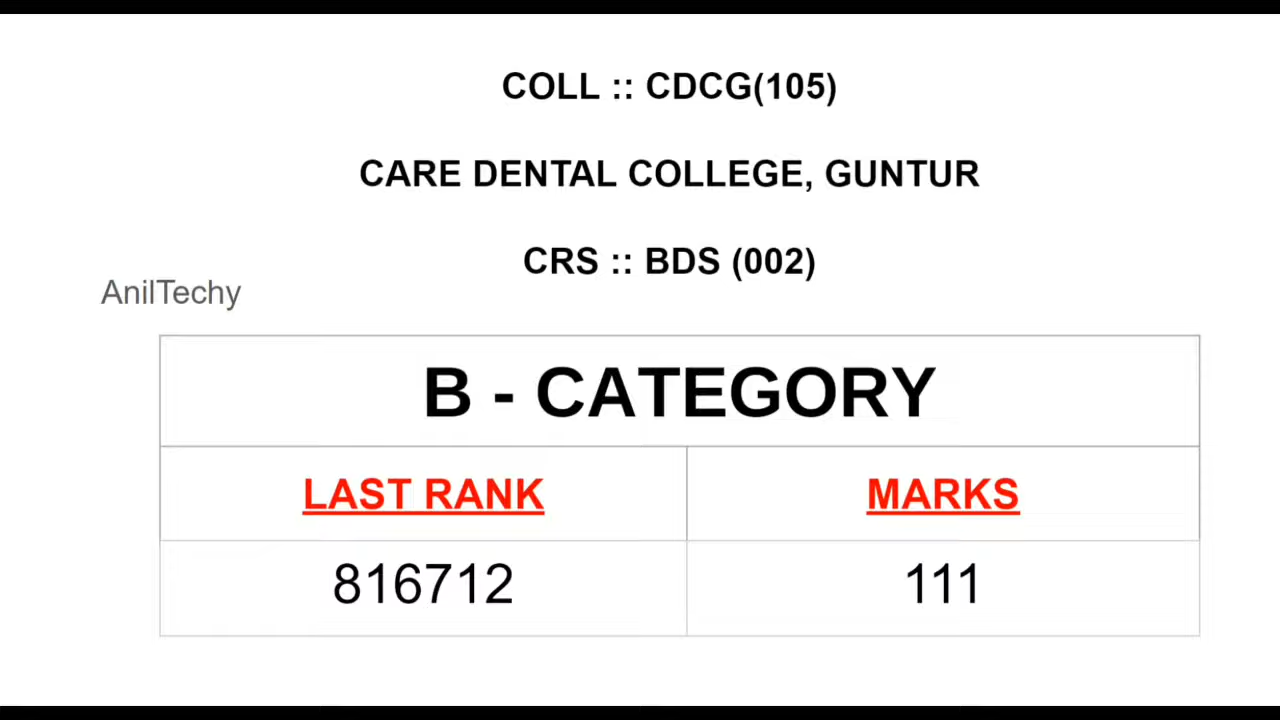 COLL :: CDCG(105)
CARE DENTAL COLLEGE, GUNTUR
CRS :: BDS (002)
AnilTechy
B - CATEGORY
LAST RANK MARKS
816712 111